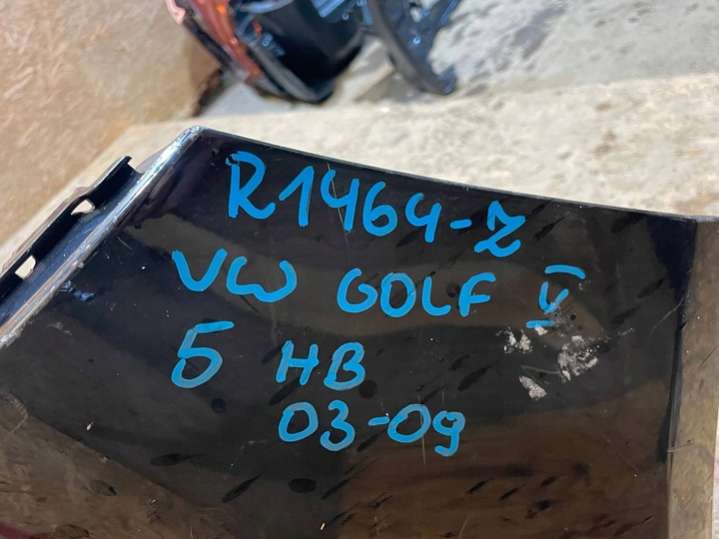 R1464-Z
VW GOLF V
5 HB
03-09